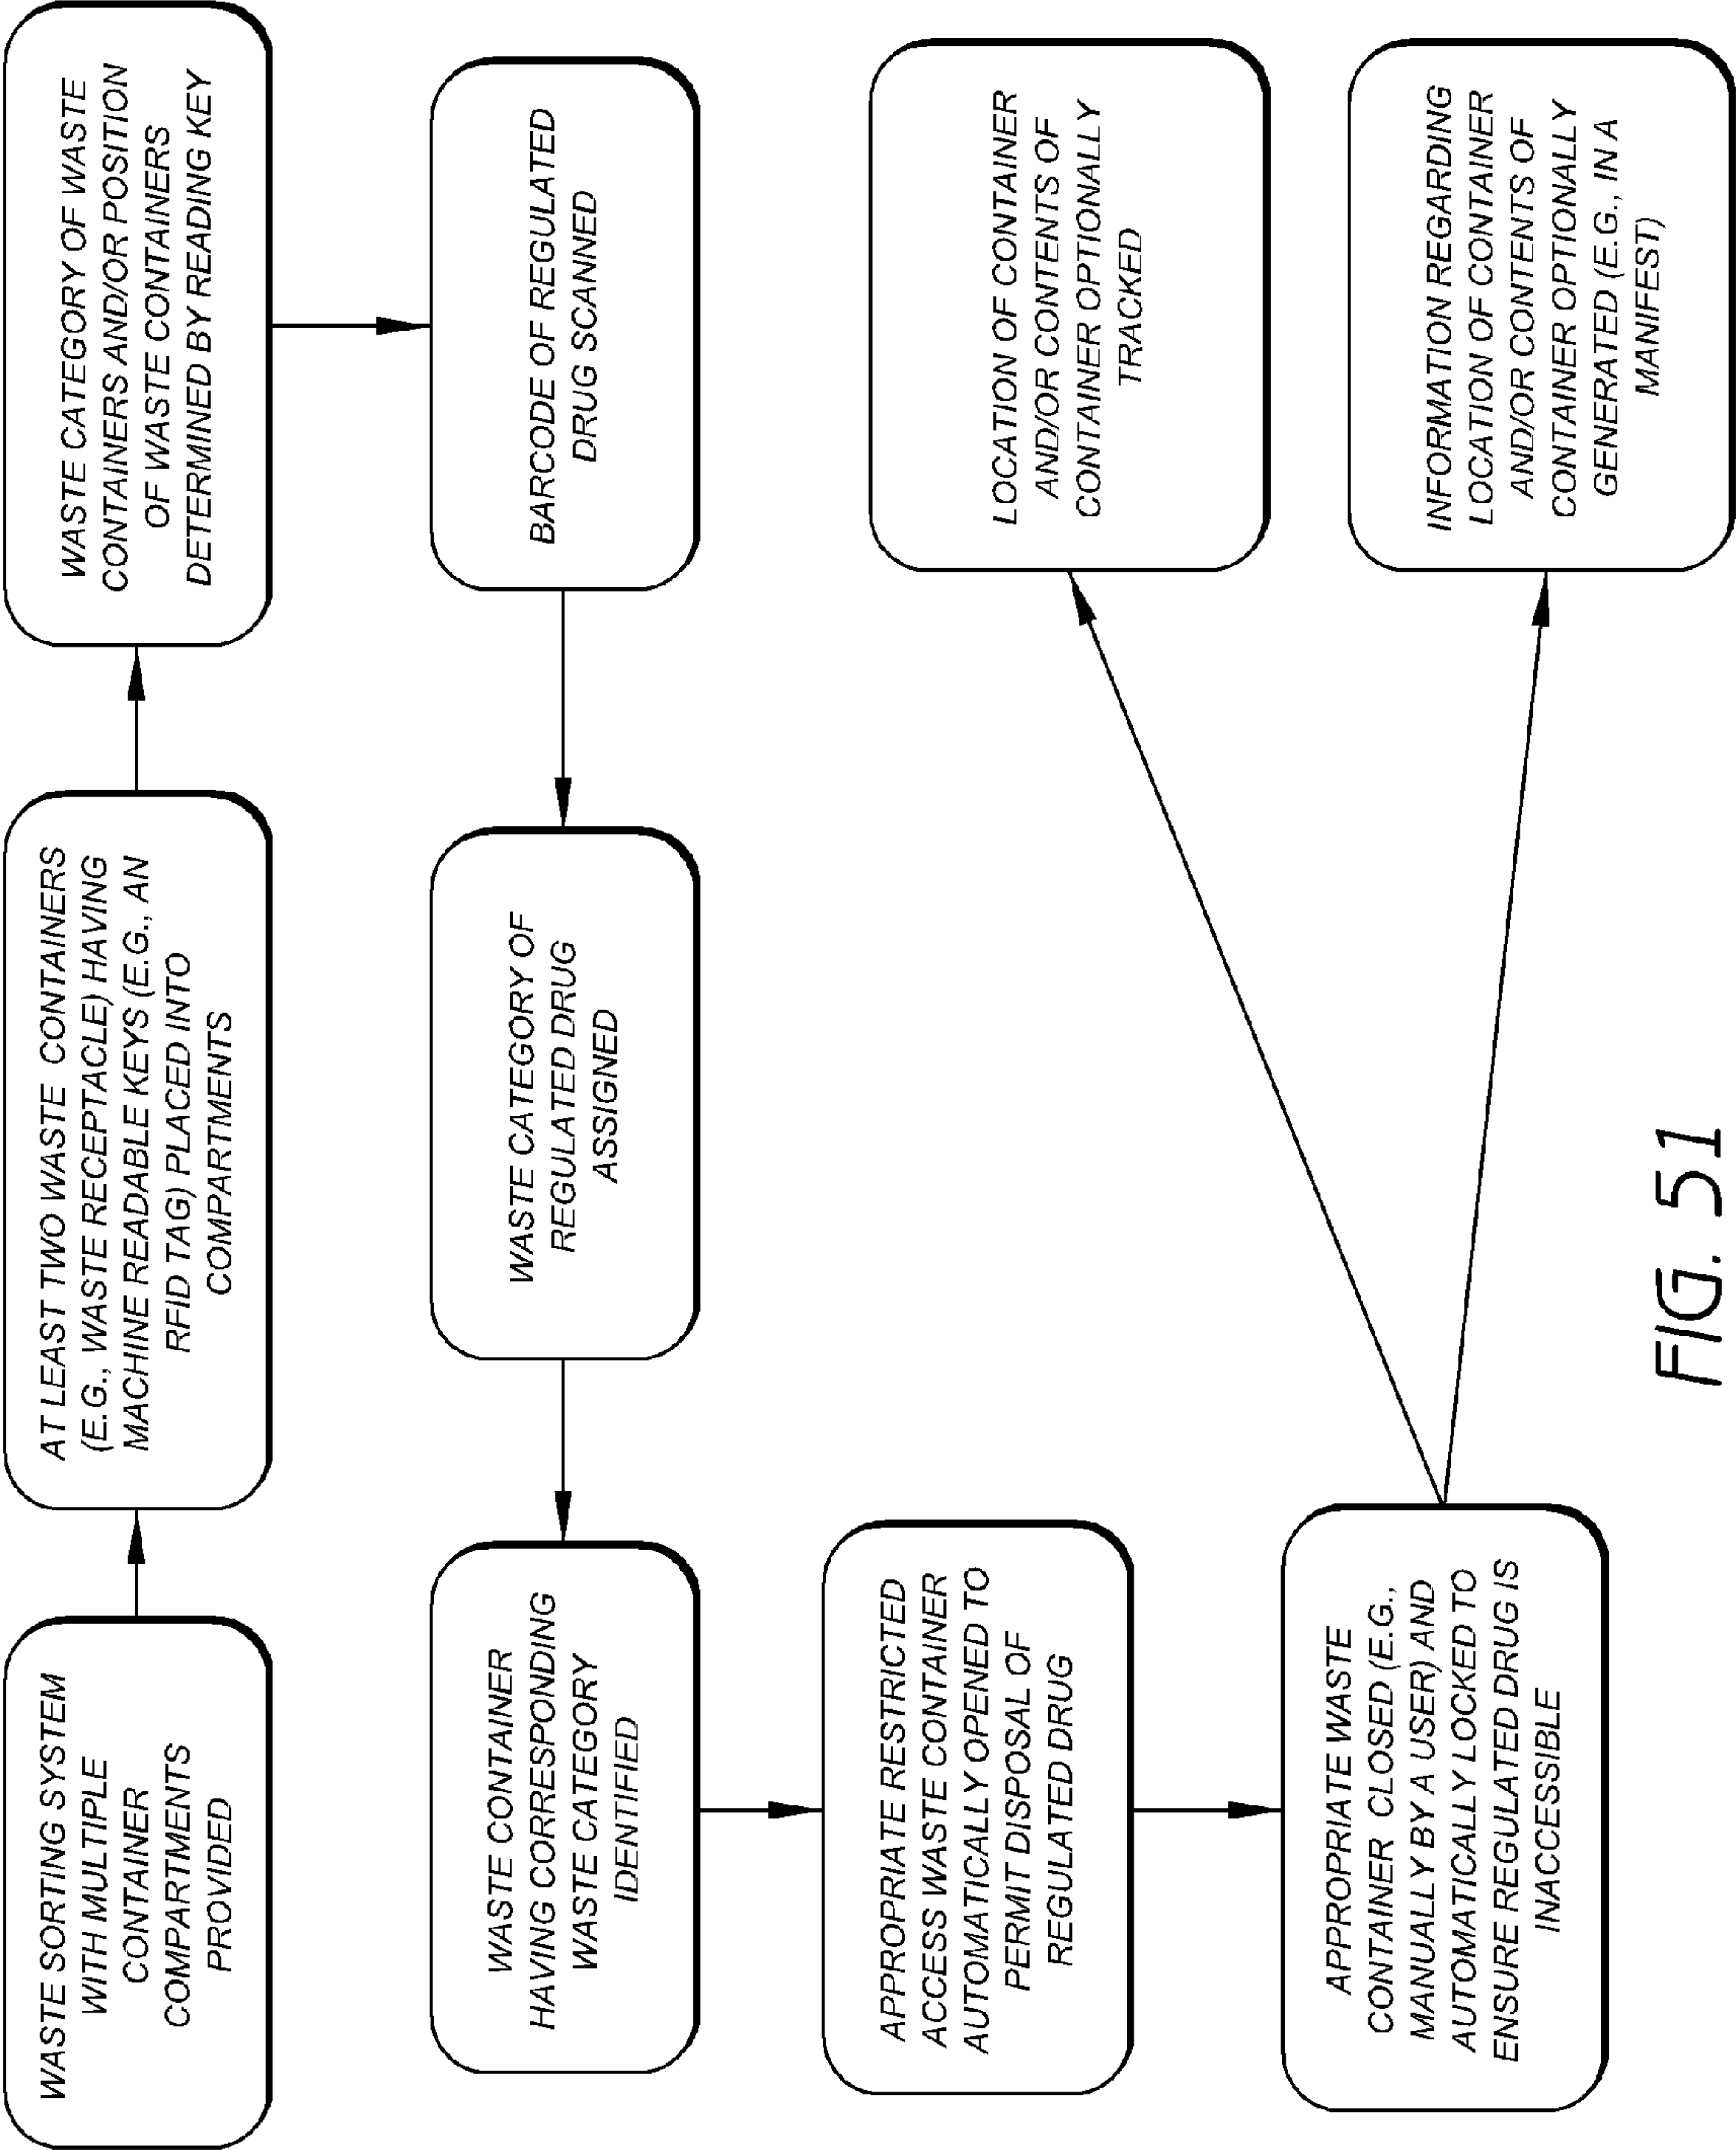 WASTE SORTING SYSTEM
WITH MULTIPLE
CONTAINER
COMPARTMENTS
PROVIDED
AT LEAST TWO WASTE CONTAINERS
(E.G., WASTE RECEPTACLE) HAVING
MACHINE READABLE KEYS (E.G., AN
RFID TAG) PLACED INTO
COMPARTMENTS
WASTE CATEGORY OF WASTE
CONTAINERS AND/OR POSITION
OF WASTE CONTAINERS
DETERMINED BY READING KEY
BARCODE OF REGULATED
DRUG SCANNED
WASTE CATEGORY OF
REGULATED DRUG
ASSIGNED
WASTE CONTAINER
HAVING CORRESPONDING
WASTE CATEGORY
IDENTIFIED
APPROPRIATE RESTRICTED
ACCESS WASTE CONTAINER
AUTOMATICALLY OPENED TO
PERMIT DISPOSAL OF
REGULATED DRUG
APPROPRIATE WASTE
CONTAINER CLOSED (E.G.,
MANUALLY BY A USER) AND
AUTOMATICALLY LOCKED TO
ENSURE REGULATED DRUG IS
INACCESSIBLE
LOCATION OF CONTAINER
AND/OR CONTENTS OF
CONTAINER OPTIONALLY
TRACKED
INFORMATION REGARDING
LOCATION OF CONTAINER
AND/OR CONTENTS OF
CONTAINER OPTIONALLY
GENERATED (E.G., IN A
MANIFEST)
FIG. 51